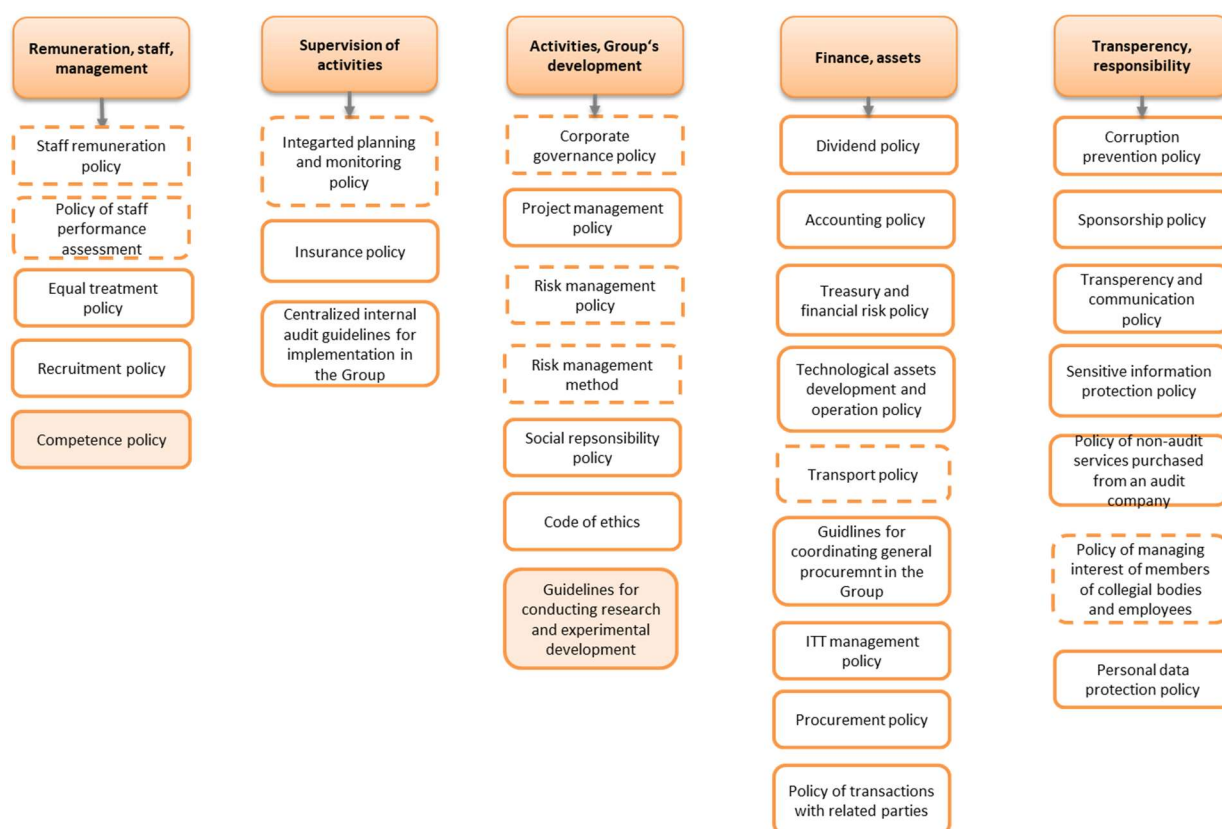 Remuneration, staff,
management
Staff remuneration
policy
Policy of staff
performance
assessment
Equal treatment
policy
Recruitment policy
Competence policy
Supervision of
activities
Integarted planning
and monitoring
policy
Insurance policy
Centralized internal
audit guidelines for
implementation in
the Group
Activities, Group‘s
development
Corporate
governance policy
Project management
policy
Risk management
policy
Risk management
method
Social repsonsibility
policy
Code of ethics
Guidelines for
conducting research
and experimental
development
Finance, assets
Dividend policy
Accounting policy
Treasury and
financial risk policy
Technological assets
development and
operation policy
Transport policy
Guidlines for
coordinating general
procuremnt in the
Group
ITT management
policy
Procurement policy
Policy of transactions
with related parties
Transperency,
responsibility
Corruption
prevention policy
Sponsorship policy
Transperency and
communication
policy
Sensitive information
protection policy
Policy of non-audit
services purchased
from an audit
company
Policy of managing
interest of members
of collegial bodies
and employees
Personal data
protection policy